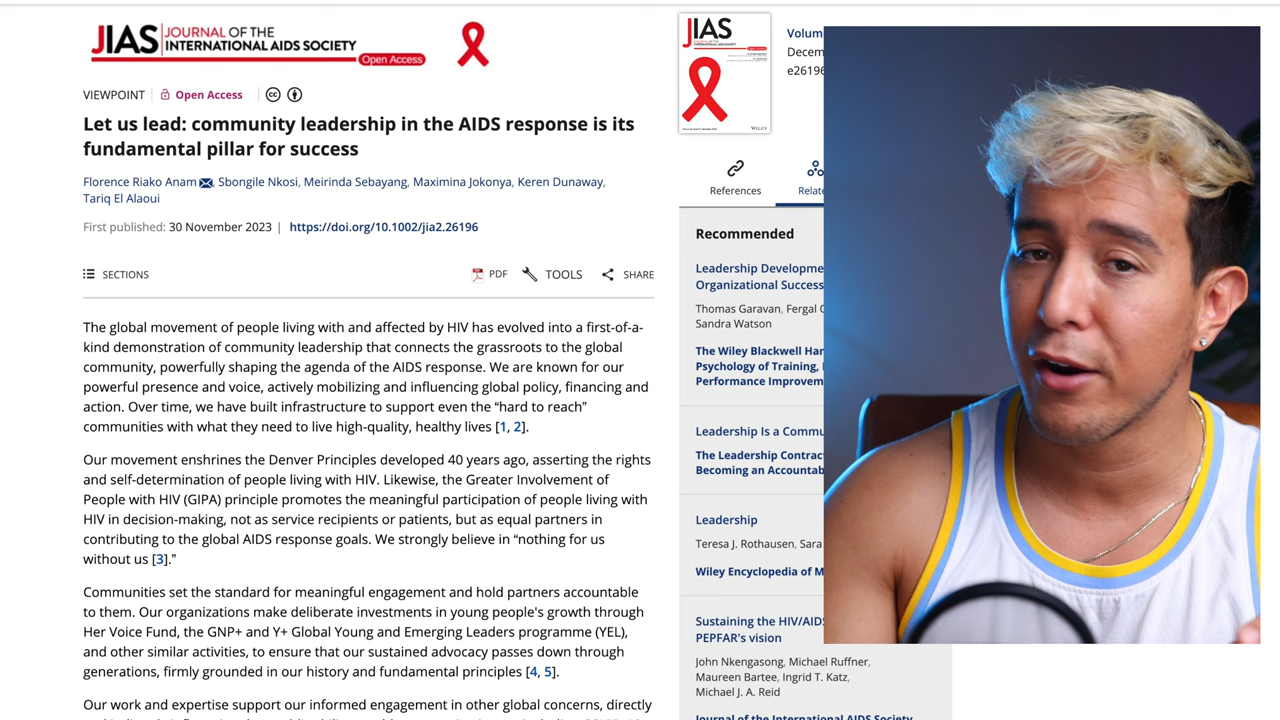 JIAS JOURNAL OF THE
INTERNATIONAL AIDS SOCIETY
Open Access
VIEWPOINT Open Access
Let us lead: community leadership in the AIDS response is its
fundamental pillar for success
Florence Riako Anam, Sbongile Nkosi, Meirinda Sebayang, Maximina Jokonya, Keren Dunaway,
Tariq El Alaoui
First published: 30 November 2023 | https://doi.org/10.1002/jia2.26196
SECTIONS PDF TOOLS SHARE
The global movement of people living with and affected by HIV has evolved into a first-of-a-
kind demonstration of community leadership that connects the grassroots to the global
community, powerfully shaping the agenda of the AIDS response. We are known for our
powerful presence and voice, actively mobilizing and influencing global policy, financing and
action. Over time, we have built infrastructure to support even the “hard to reach”
communities with what they need to live high-quality, healthy lives [1, 2].
Our movement enshrines the Denver Principles developed 40 years ago, asserting the rights
and self-determination of people living with HIV. Likewise, the Greater Involvement of
People with HIV (GIPA) principle promotes the meaningful participation of people living with
HIV in decision-making, not as service recipients or patients, but as equal partners in
contributing to the global AIDS response goals. We strongly believe in “nothing for us
without us [3].”
Communities set the standard for meaningful engagement and hold partners accountable
to them. Our organizations make deliberate investments in young people's growth through
Her Voice Fund, the GNP+ and Y+ Global Young and Emerging Leaders programme (YEL),
and other similar activities, to ensure that our sustained advocacy passes down through
generations, firmly grounded in our history and fundamental principles [4, 5].
Our work and expertise support our informed engagement in other global concerns, directly
JIAS
WILEY
Volum
Decem
e26196
References Relate
Recommended
Leadership Developme
Organizational Success
Thomas Garavan, Fergal
Sandra Watson
The Wiley Blackwell Han
Psychology of Training,
Performance Improvem
Leadership Is a Commu
The Leadership Contrac
Becoming an Accountab
Leadership
Teresa J. Rothausen, Sara
Wiley Encyclopedia of M
Sustaining the HIV/AIDS
PEPFAR's vision
John Nkengasong, Michael Ruffner,
Maureen Bartee, Ingrid T. Katz,
Michael J. A. Reid
Journal of the International AIDS Society